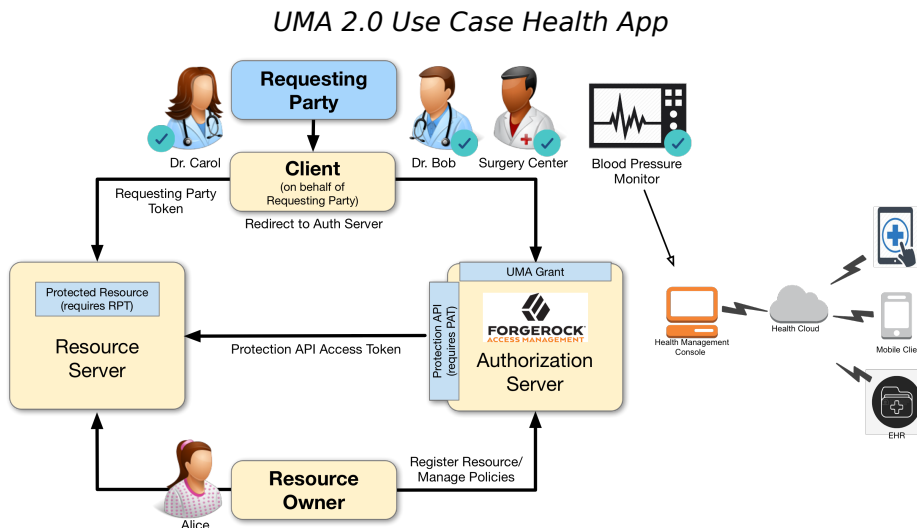 UMA 2.0 Use Case Health App
Requesting
Party
Dr. Carol
Dr. Bob
Surgery Center
Blood Pressure
Monitor
Client
(on behalf of
Requesting Party)
Requesting Party
Token
Redirect to Auth Server
UMA Grant
Protected Resource
(requires RPT)
Resource
Server
Protection API
(requires PAT)
FORGEROCK
ACCESS MANAGEMENT
Authorization
Server
Protection API Access Token
Health Management
Console
Health Cloud
Mobile Clie
EHR
Register Resource/
Manage Policies
Resource
Owner
Alice